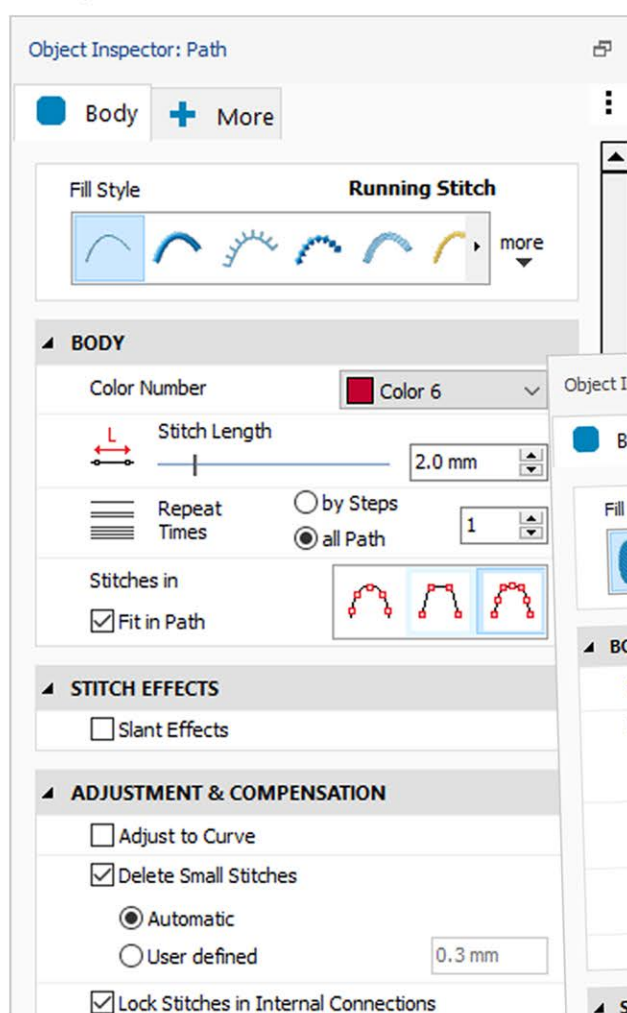 Object Inspector: Path
Body
More
Fill Style
Running Stitch
more
BODY
Color Number
Color 6
L
Stitch Length
2.0 mm
Repeat
Times
by Steps
all Path
1
Stitches in
Fit in Path
STITCH EFFECTS
Slant Effects
ADJUSTMENT & COMPENSATION
Adjust to Curve
Delete Small Stitches
Automatic
User defined
0.3 mm
Lock Stitches in Internal Connections
Object I
B
Fill
BO
S